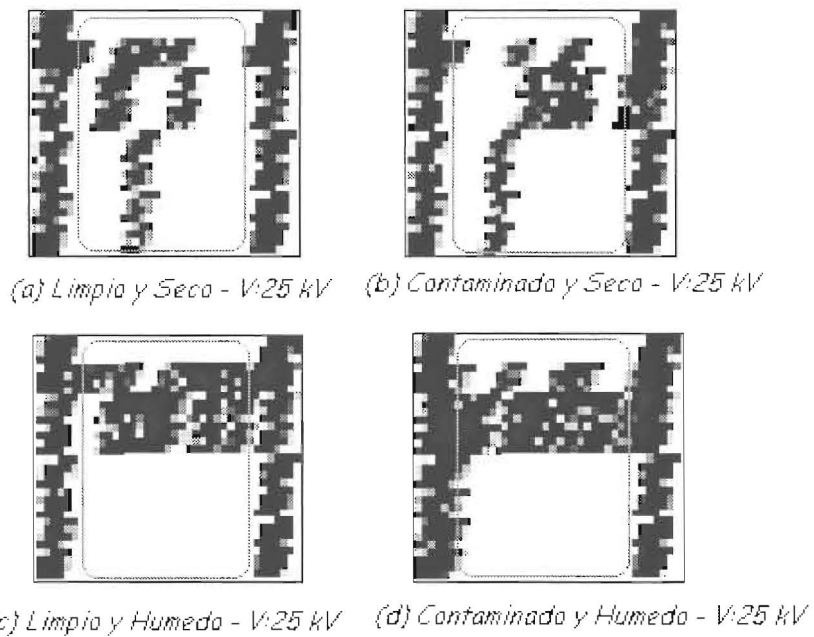 (a) Limpio y Seco - V:25 kV
(b) Contaminado y Seco - V:25 kV
c) Limpio y Humedo - V:25 kV
(d) Contaminado y Humedo - V:25 kV